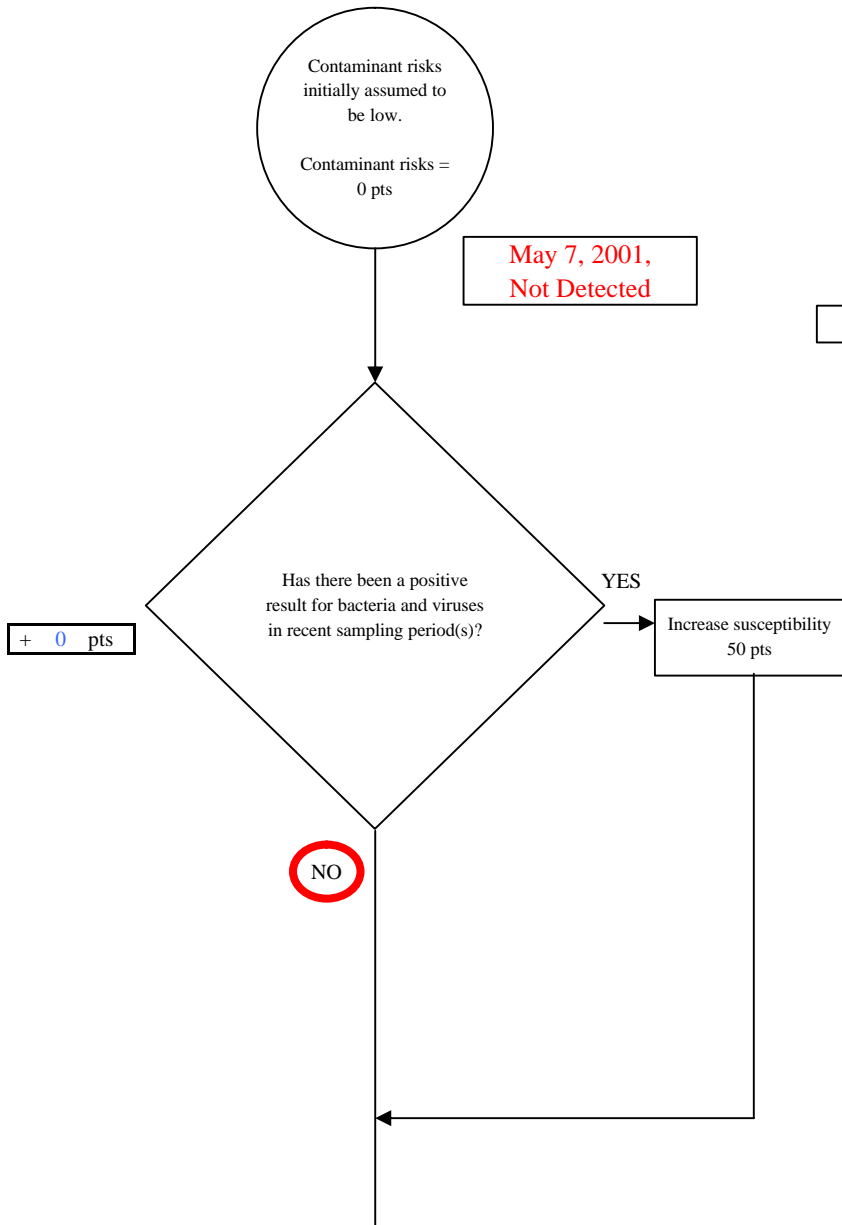 Contaminant risks
initially assumed to
be low.
Contaminant risks =
0 pts
May 7, 2001,
Not Detected
Has there been a positive
result for bacteria and viruses
in recent sampling period(s)?
YES
Increase susceptibility
50 pts
+ 0 pts
NO